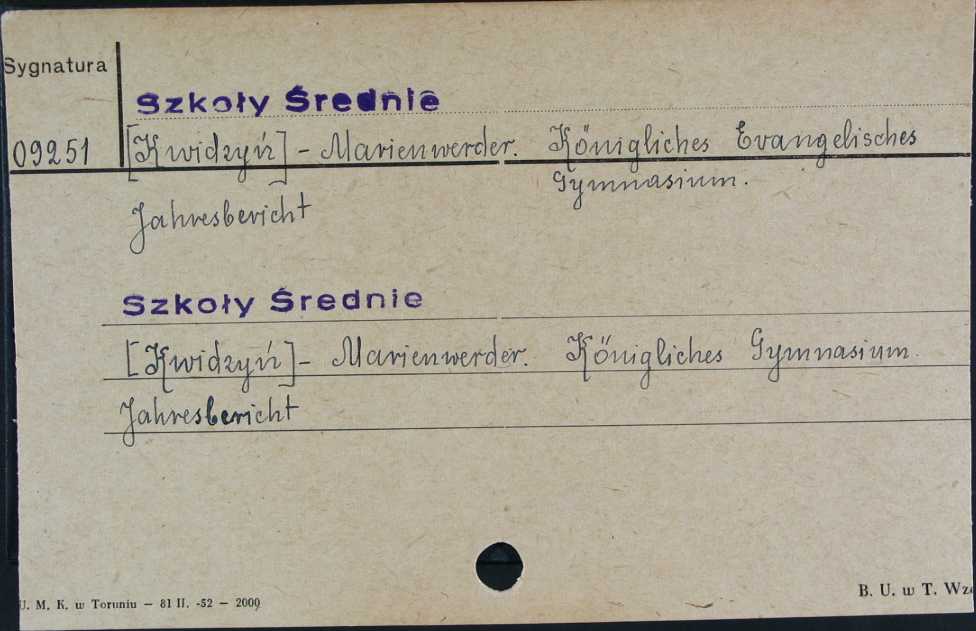 Sygnatura
Szkoły Średnie
09251 [Kwidzyń] - Marienwerder. Königliches Evangelisches
Gymnasium.
Jahresbericht
Szkoły Średnie
[Kwidzyń] - Marienwerder. Königliches Gymnasium.
Jahresbericht
U. M. K. w Toruniu — 81 II. -52 — 2000
B. U. w T.